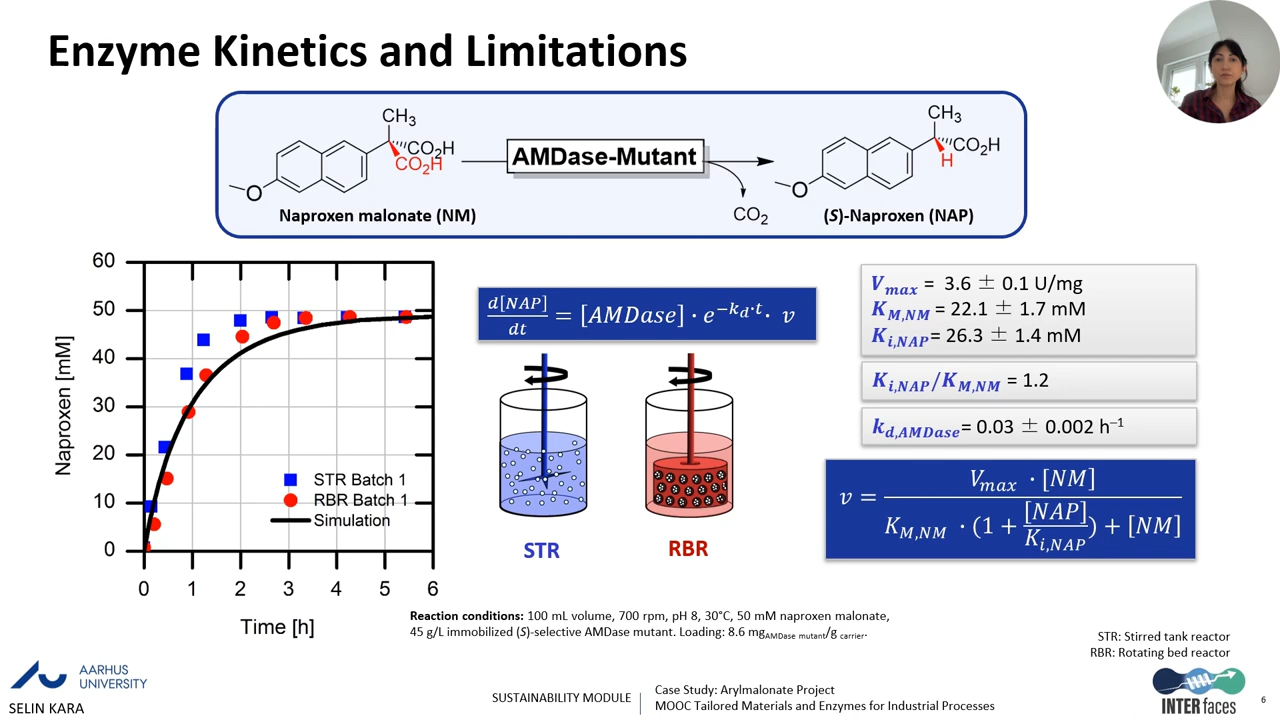 Enzyme Kinetics and Limitations
CH₃
CO₂H
CO₂H
O
Naproxen malonate (NM)
AMDase-Mutant
CO₂
CH₃
CO₂H
H
O
(S)-Naproxen (NAP)
60
50
40
30
20
10
0
Naproxen [mM]
STR Batch 1
RBR Batch 1
Simulation
0 1 2 3 4 5 6
Time [h]
d[NAP]/dt = [AMDase] · e^(−k_d·t) · v
STR
RBR
V_max = 3.6 ± 0.1 U/mg
K_M,NM = 22.1 ± 1.7 mM
K_i,NAP = 26.3 ± 1.4 mM
K_i,NAP/K_M,NM = 1.2
k_d,AMDase = 0.03 ± 0.002 h⁻¹
v = V_max · [NM] / (K_M,NM · (1 + [NAP]/K_i,NAP) + [NM])
Reaction conditions: 100 mL volume, 700 rpm, pH 8, 30°C, 50 mM naproxen malonate,
45 g/L immobilized (S)-selective AMDase mutant. Loading: 8.6 mg AMDase mutant/g carrier.
STR: Stirred tank reactor
RBR: Rotating bed reactor
AARHUS
UNIVERSITY
SELIN KARA
SUSTAINABILITY MODULE
Case Study: Arylmalonate Project
MOOC Tailored Materials and Enzymes for Industrial Processes
INTERfaces
6